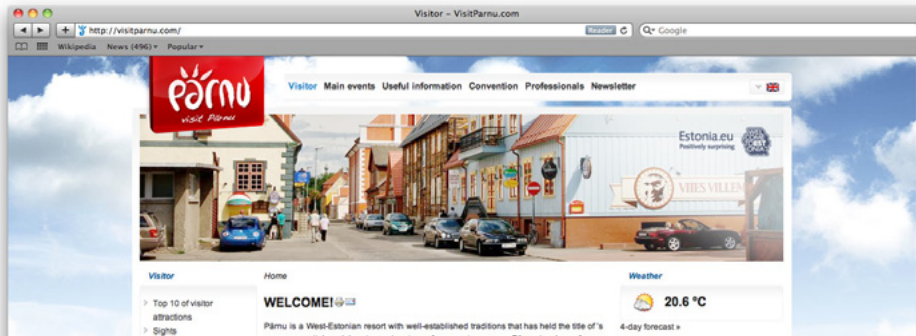 Visitor – VisitParnu.com
http://visitparnu.com/
Reader
Google
Wikipedia News (496) Popular
Pärnu
visit Pärnu
Visitor Main events Useful information Convention Professionals Newsletter
Estonia.eu
Positively surprising
VIIES VILLEM
Visitor
Home
Weather
Top 10 of visitor
attractions
Sights
WELCOME!
20.6 °C
Pärnu is a West-Estonian resort with well-established traditions that has held the title of 's
4-day forecast »